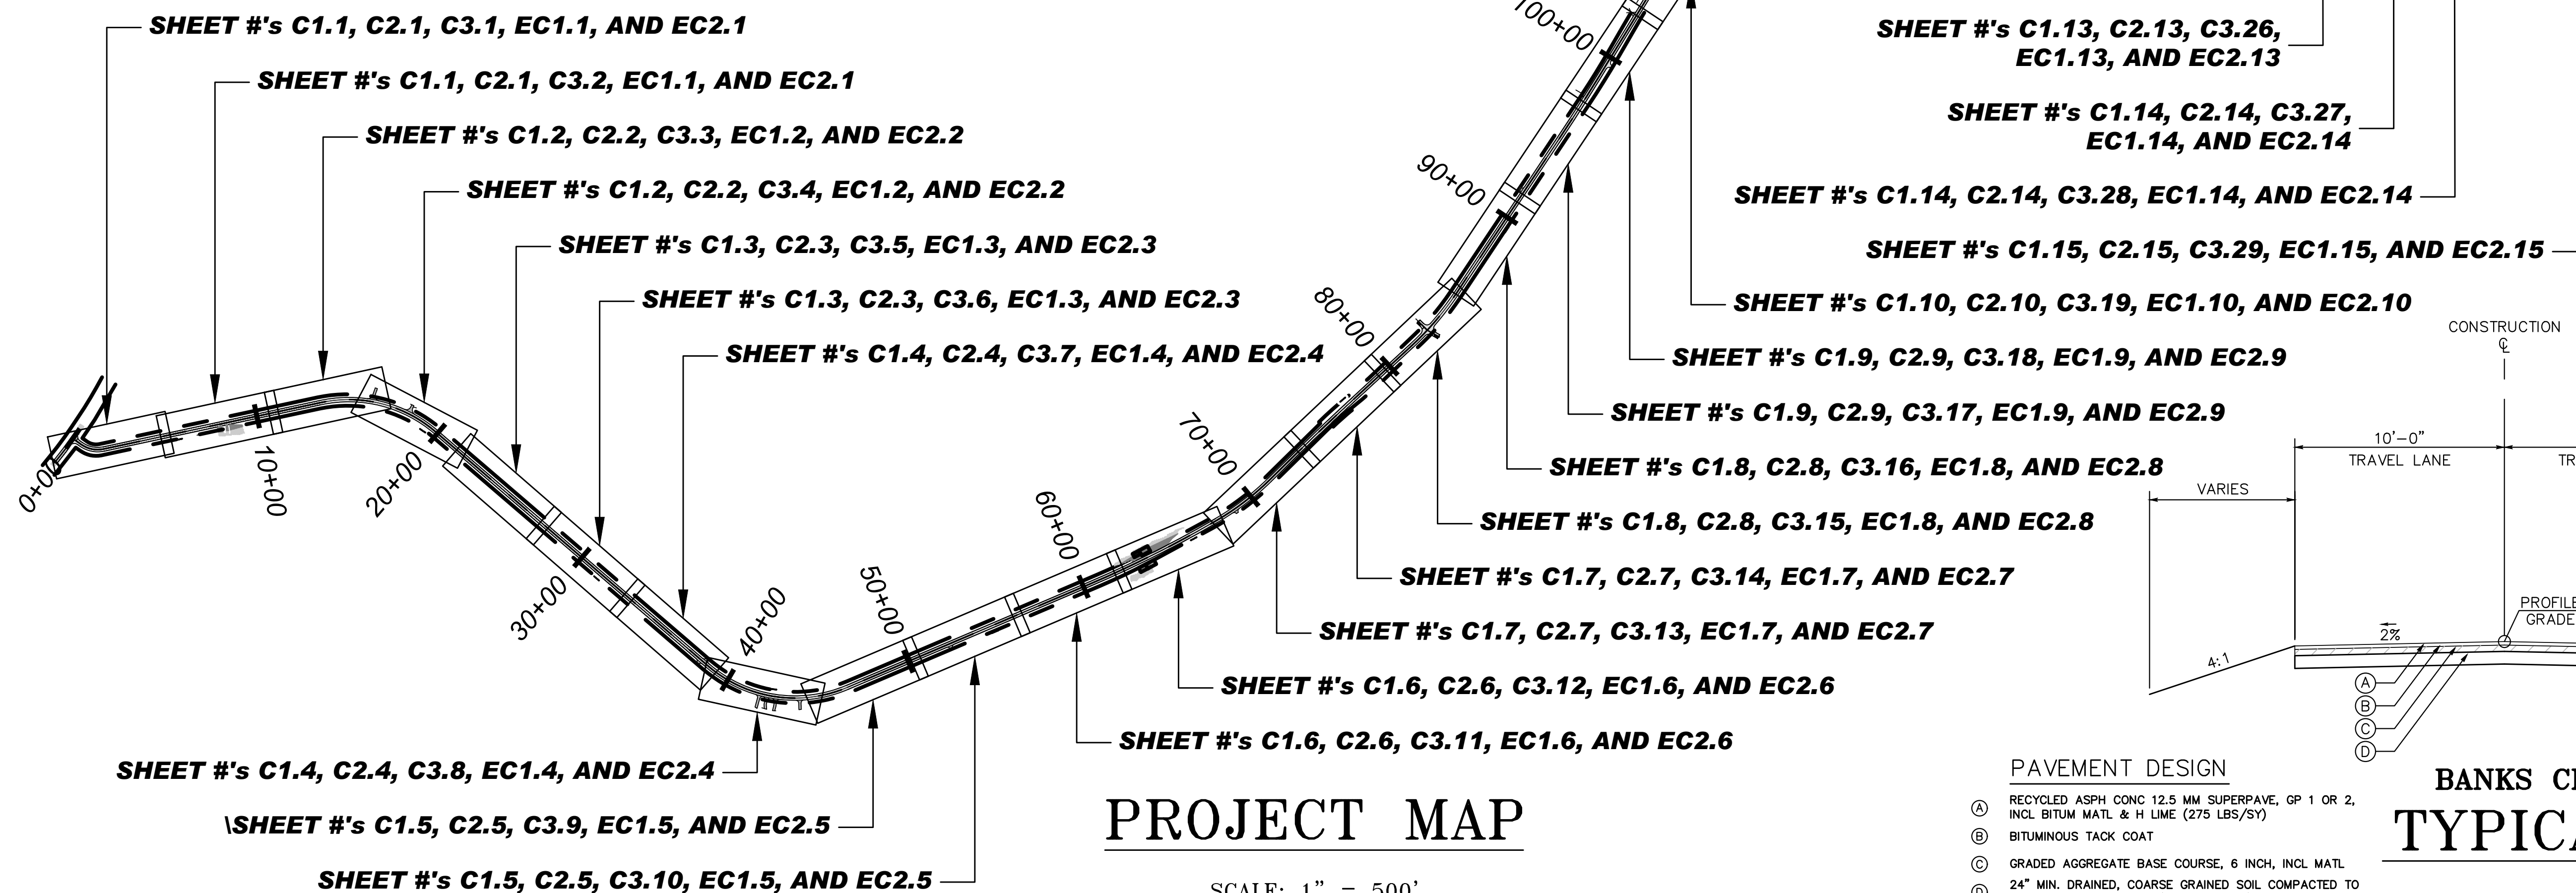 SHEET #'s C1.1, C2.1, C3.1, EC1.1, AND EC2.1
SHEET #'s C1.1, C2.1, C3.2, EC1.1, AND EC2.1
SHEET #'s C1.2, C2.2, C3.3, EC1.2, AND EC2.2
SHEET #'s C1.2, C2.2, C3.4, EC1.2, AND EC2.2
SHEET #'s C1.3, C2.3, C3.5, EC1.3, AND EC2.3
SHEET #'s C1.3, C2.3, C3.6, EC1.3, AND EC2.3
SHEET #'s C1.4, C2.4, C3.7, EC1.4, AND EC2.4
0+00
10+00
20+00
30+00
40+00
50+00
60+00
70+00
80+00
90+00
100+00
SHEET #'s C1.4, C2.4, C3.8, EC1.4, AND EC2.4
\SHEET #'s C1.5, C2.5, C3.9, EC1.5, AND EC2.5
SHEET #'s C1.5, C2.5, C3.10, EC1.5, AND EC2.5
SHEET #'s C1.13, C2.13, C3.26,
EC1.13, AND EC2.13
SHEET #'s C1.14, C2.14, C3.27,
EC1.14, AND EC2.14
SHEET #'s C1.14, C2.14, C3.28, EC1.14, AND EC2.14
SHEET #'s C1.15, C2.15, C3.29, EC1.15, AND EC2.15
SHEET #'s C1.10, C2.10, C3.19, EC1.10, AND EC2.10
SHEET #'s C1.9, C2.9, C3.18, EC1.9, AND EC2.9
SHEET #'s C1.9, C2.9, C3.17, EC1.9, AND EC2.9
SHEET #'s C1.8, C2.8, C3.16, EC1.8, AND EC2.8
SHEET #'s C1.8, C2.8, C3.15, EC1.8, AND EC2.8
SHEET #'s C1.7, C2.7, C3.14, EC1.7, AND EC2.7
SHEET #'s C1.7, C2.7, C3.13, EC1.7, AND EC2.7
SHEET #'s C1.6, C2.6, C3.12, EC1.6, AND EC2.6
SHEET #'s C1.6, C2.6, C3.11, EC1.6, AND EC2.6
PROJECT MAP
SCALE: 1" = 500'
CONSTRUCTION
℄
10'-0"
TRAVEL LANE
TR
VARIES
PROFILE
GRADE
2%
4:1
A
B
C
D
PAVEMENT DESIGN
A RECYCLED ASPH CONC 12.5 MM SUPERPAVE, GP 1 OR 2,
INCL BITUM MATL & H LIME (275 LBS/SY)
B BITUMINOUS TACK COAT
C GRADED AGGREGATE BASE COURSE, 6 INCH, INCL MATL
D 24" MIN. DRAINED, COARSE GRAINED SOIL COMPACTED TO
BANKS
TYPICA